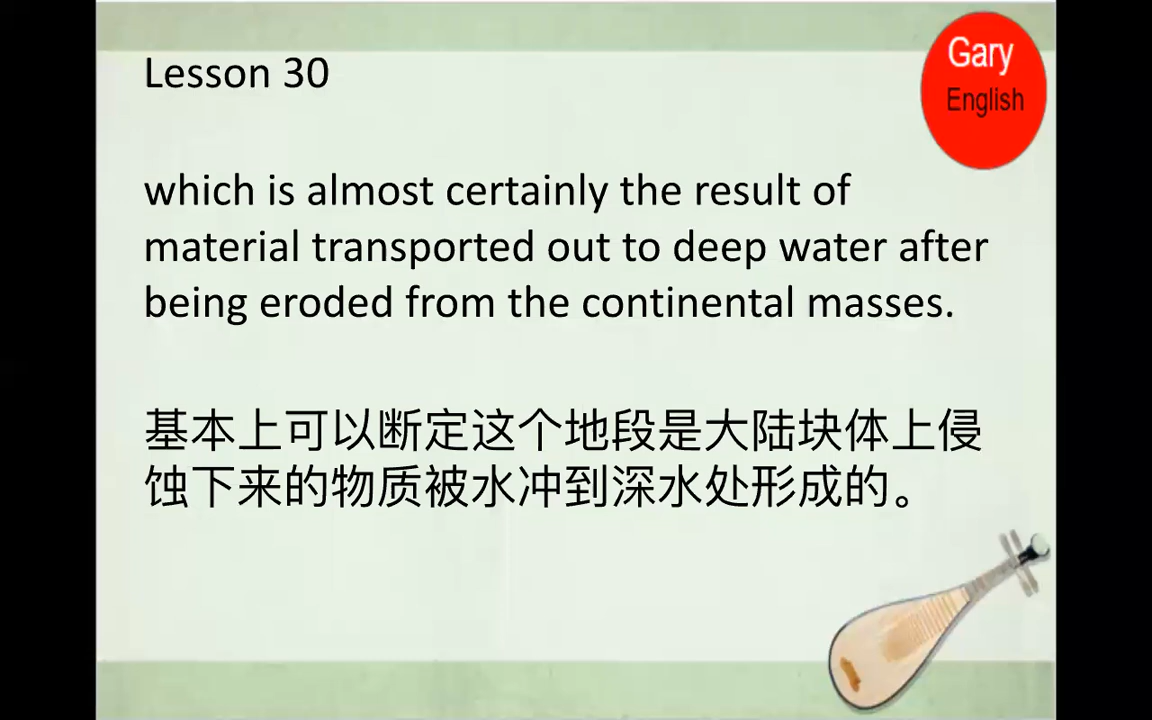 Lesson 30
Gary
English
which is almost certainly the result of
material transported out to deep water after
being eroded from the continental masses.
基本上可以断定这个地段是大陆块体上侵
蚀下来的物质被水冲到深水处形成的。